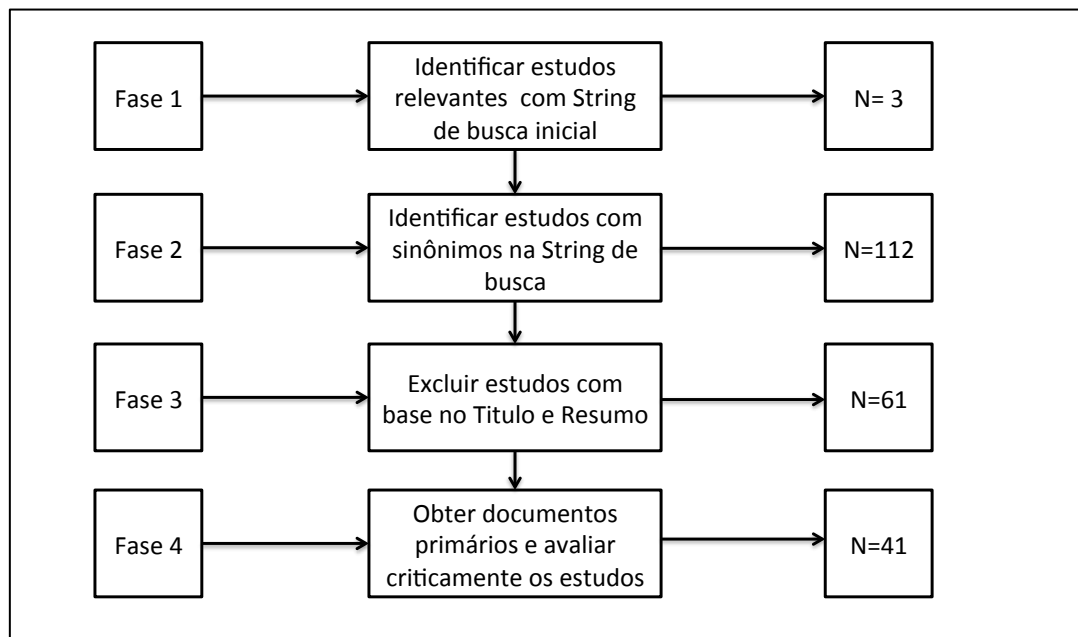 Fase 1
Identificar estudos
relevantes com String
de busca inicial
N= 3
Fase 2
Identificar estudos com
sinônimos na String de
busca
N=112
Fase 3
Excluir estudos com
base no Titulo e Resumo
N=61
Fase 4
Obter documentos
primários e avaliar
criticamente os estudos
N=41